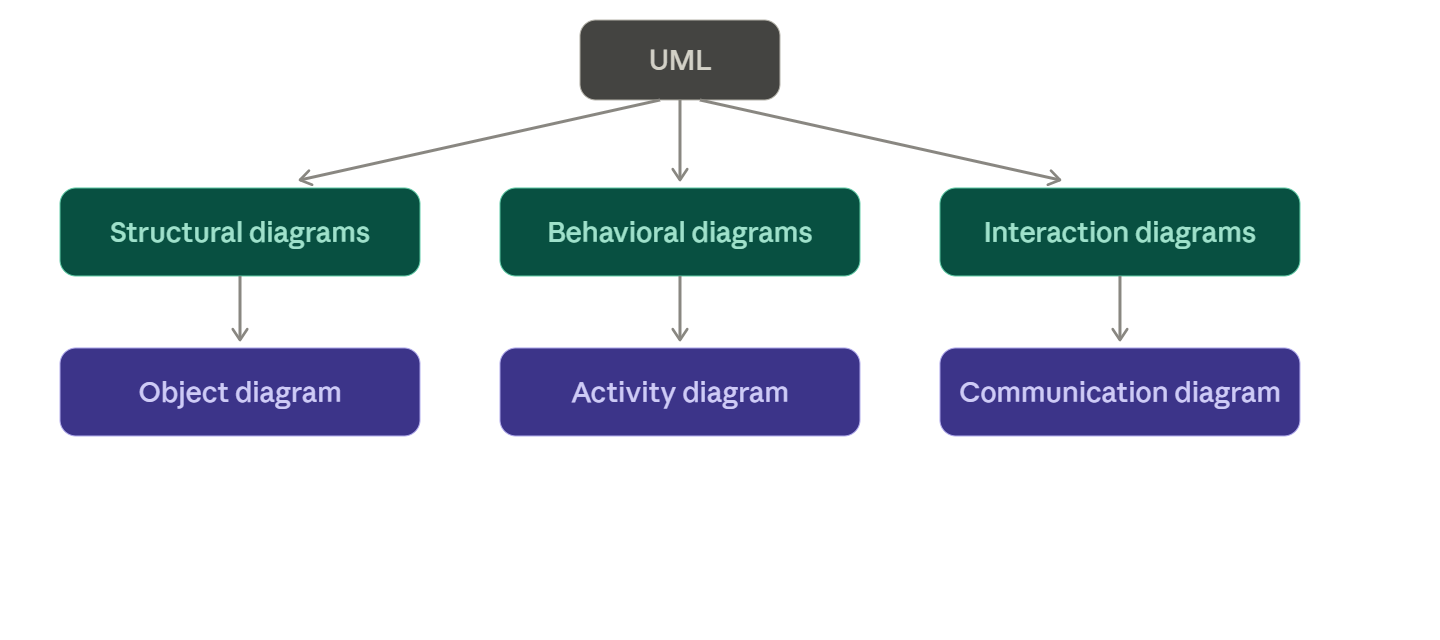 UML
Structural diagrams
Behavioral diagrams
Interaction diagrams
Object diagram
Activity diagram
Communication diagram